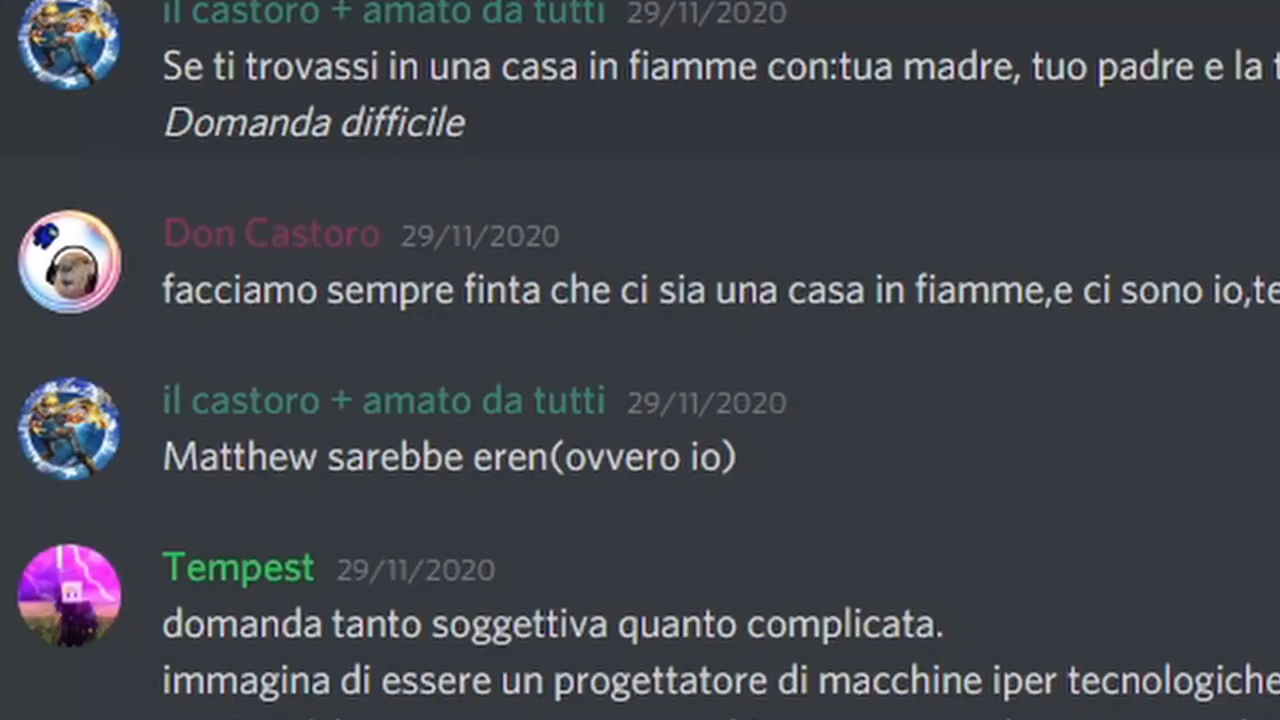 il castoro + amato da tutti 29/11/2020
Se ti trovassi in una casa in fiamme con:tua madre, tuo padre e la
Domanda difficile
Don Castoro 29/11/2020
facciamo sempre finta che ci sia una casa in fiamme,e ci sono io,te
il castoro + amato da tutti 29/11/2020
Matthew sarebbe eren(ovvero io)
Tempest 29/11/2020
domanda tanto soggettiva quanto complicata.
immagina di essere un progettatore di macchine iper tecnologiche